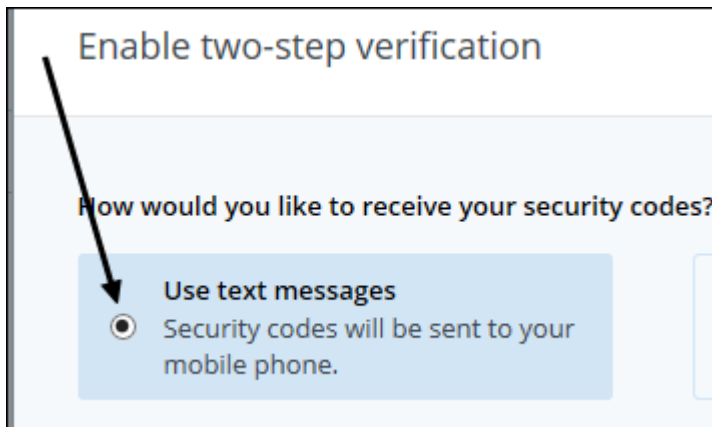 Enable two-step verification
How would you like to receive your security codes?
Use text messages
Security codes will be sent to your
mobile phone.